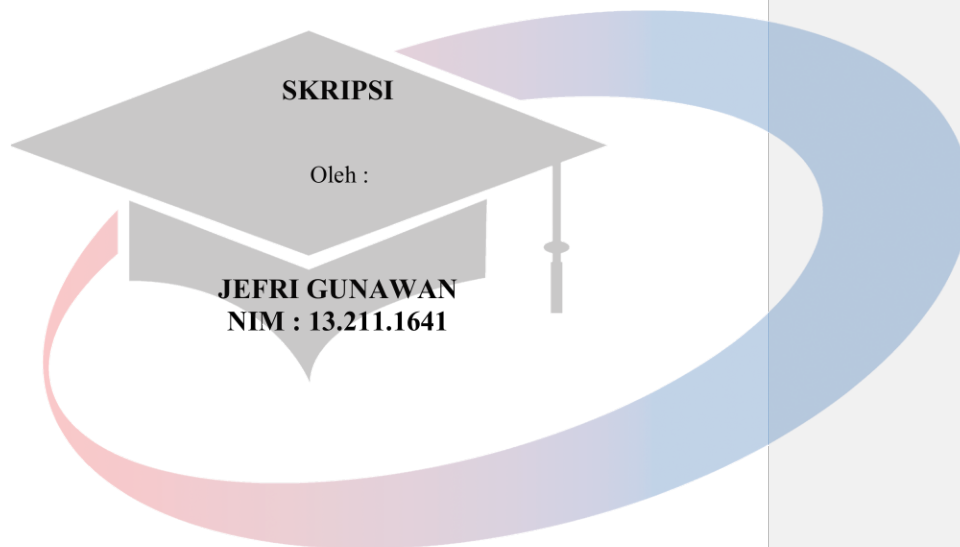 SKRIPSI
Oleh :
JEFRI GUNAWAN
NIM : 13.211.1641